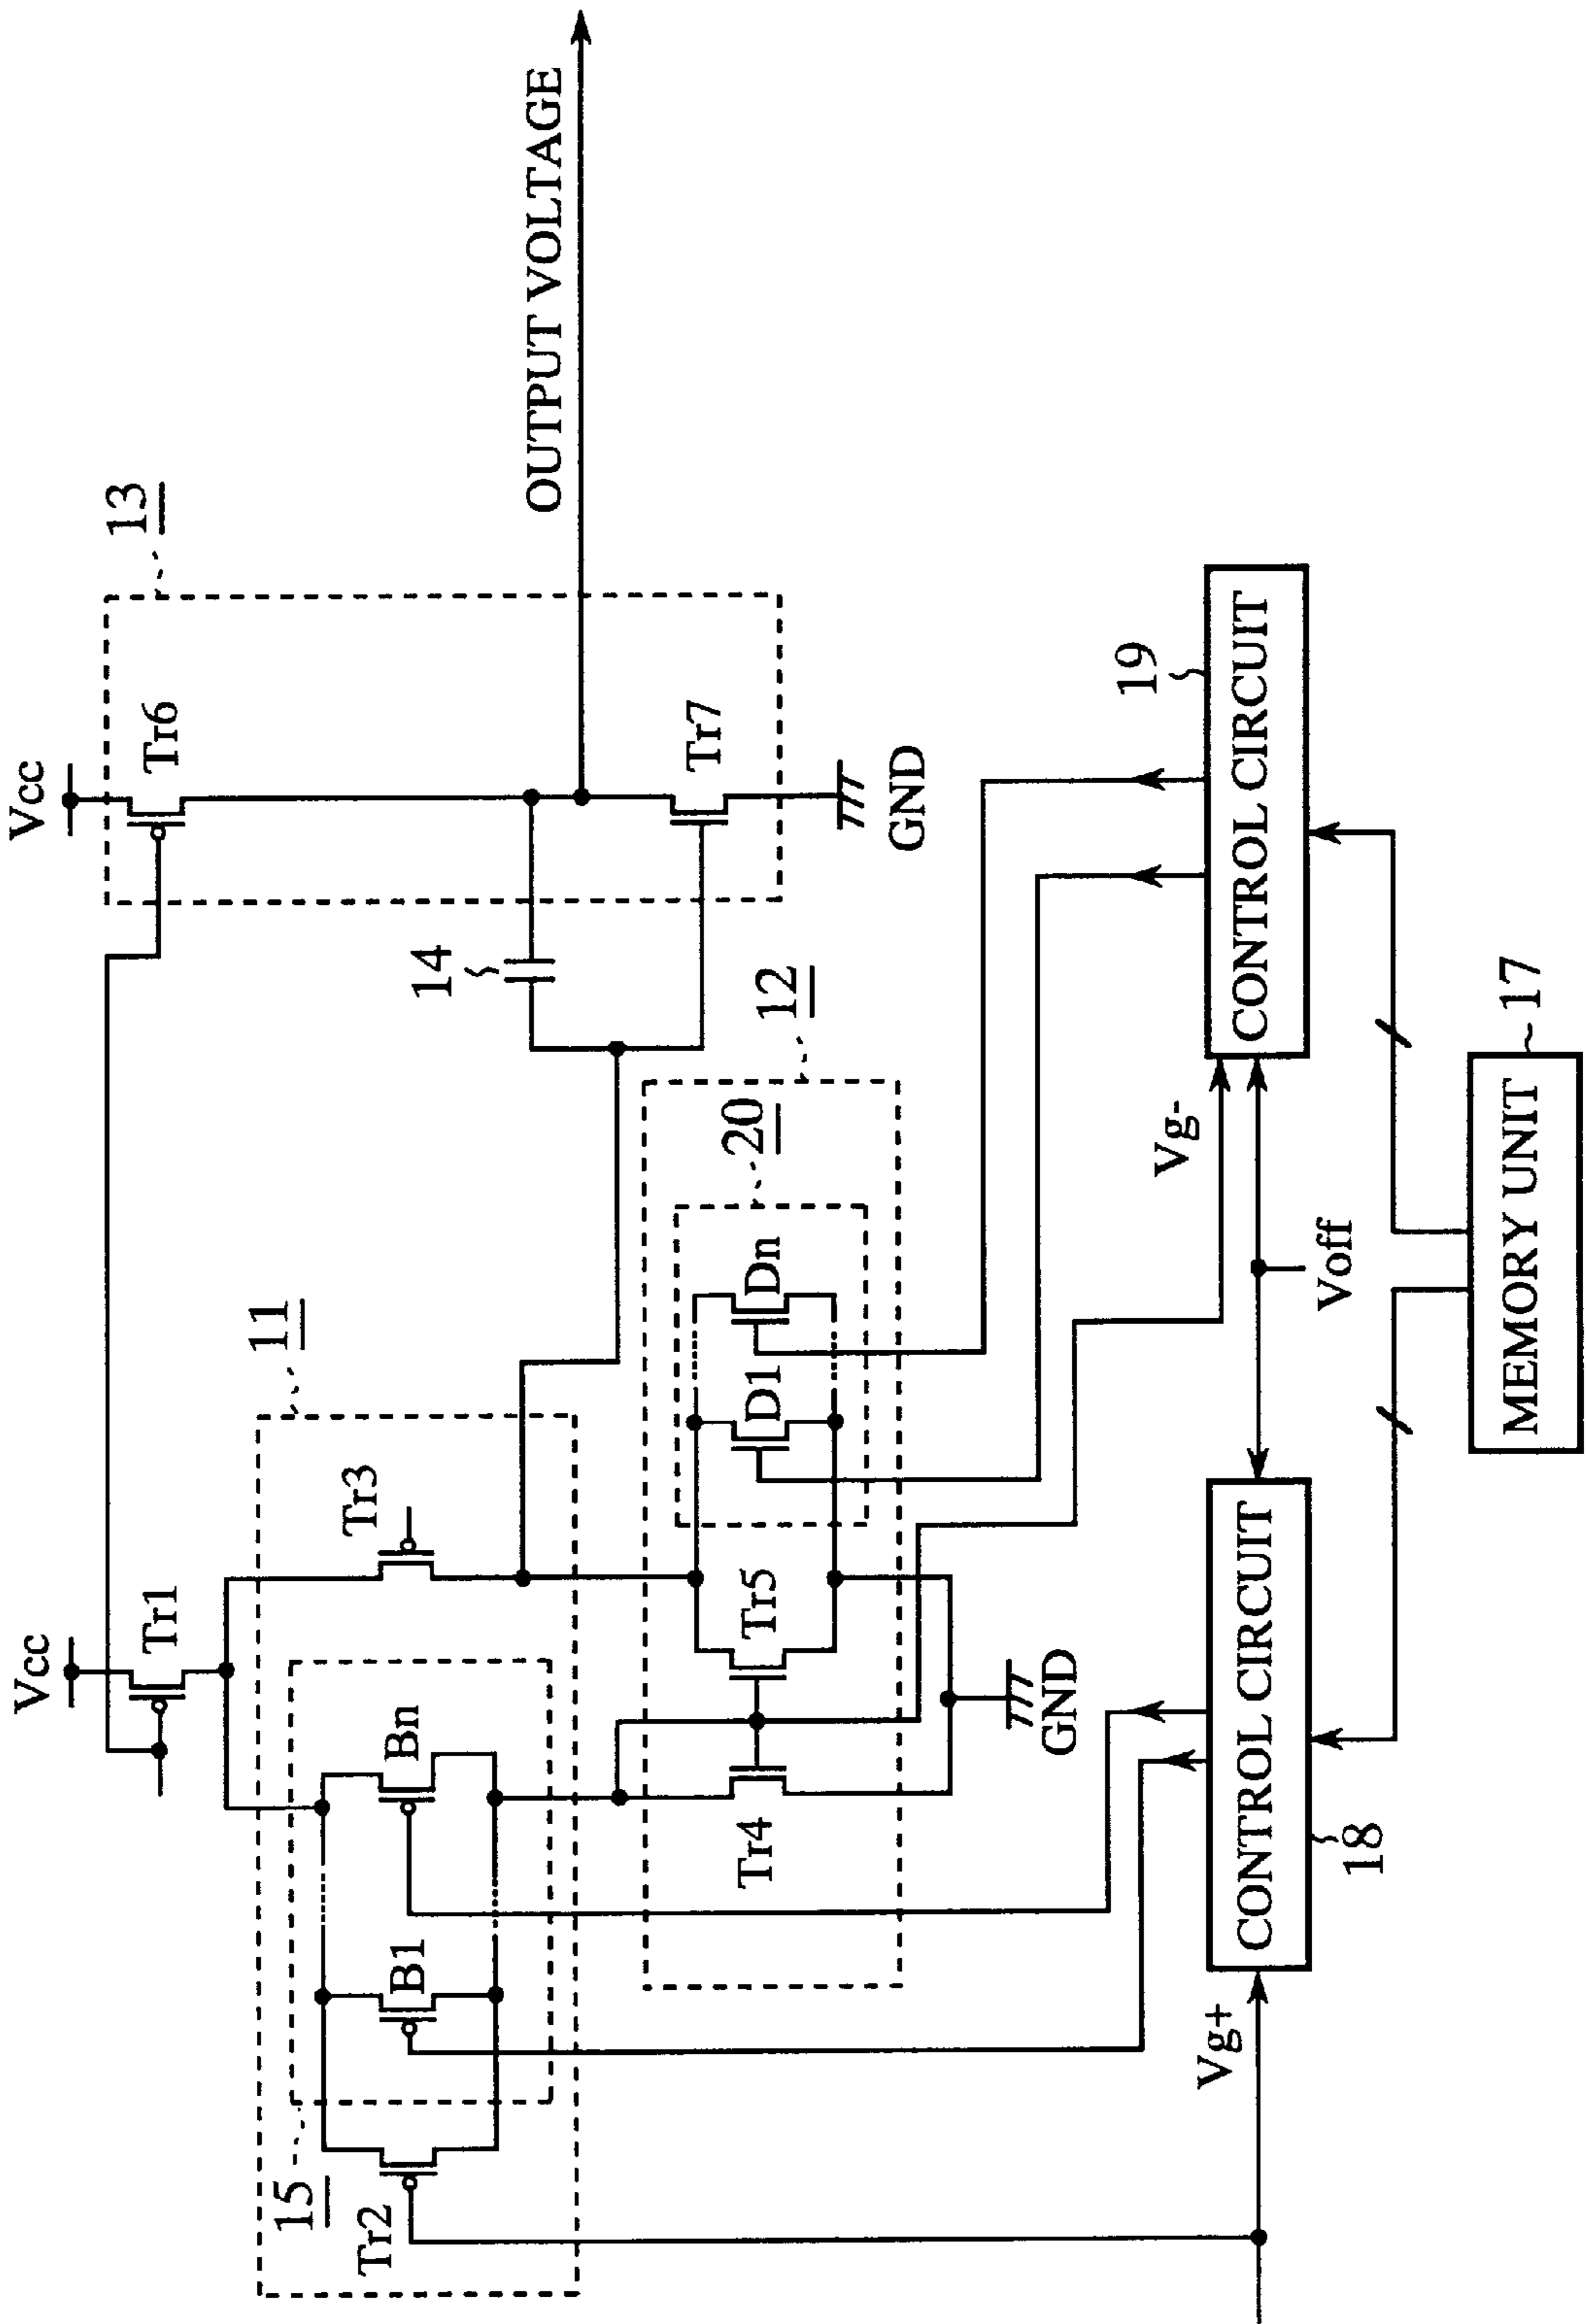 Vcc
Vcc
Tr1
Tr6
13
11
15
Bn
B1
Tr2
Tr3
14
OUTPUT VOLTAGE
Tr7
GND
12
20
Tr4
Tr5
D1
Dn
GND
Vg+
Vg-
19
CONTROL CIRCUIT
CONTROL CIRCUIT
18
Voff
MEMORY UNIT
17